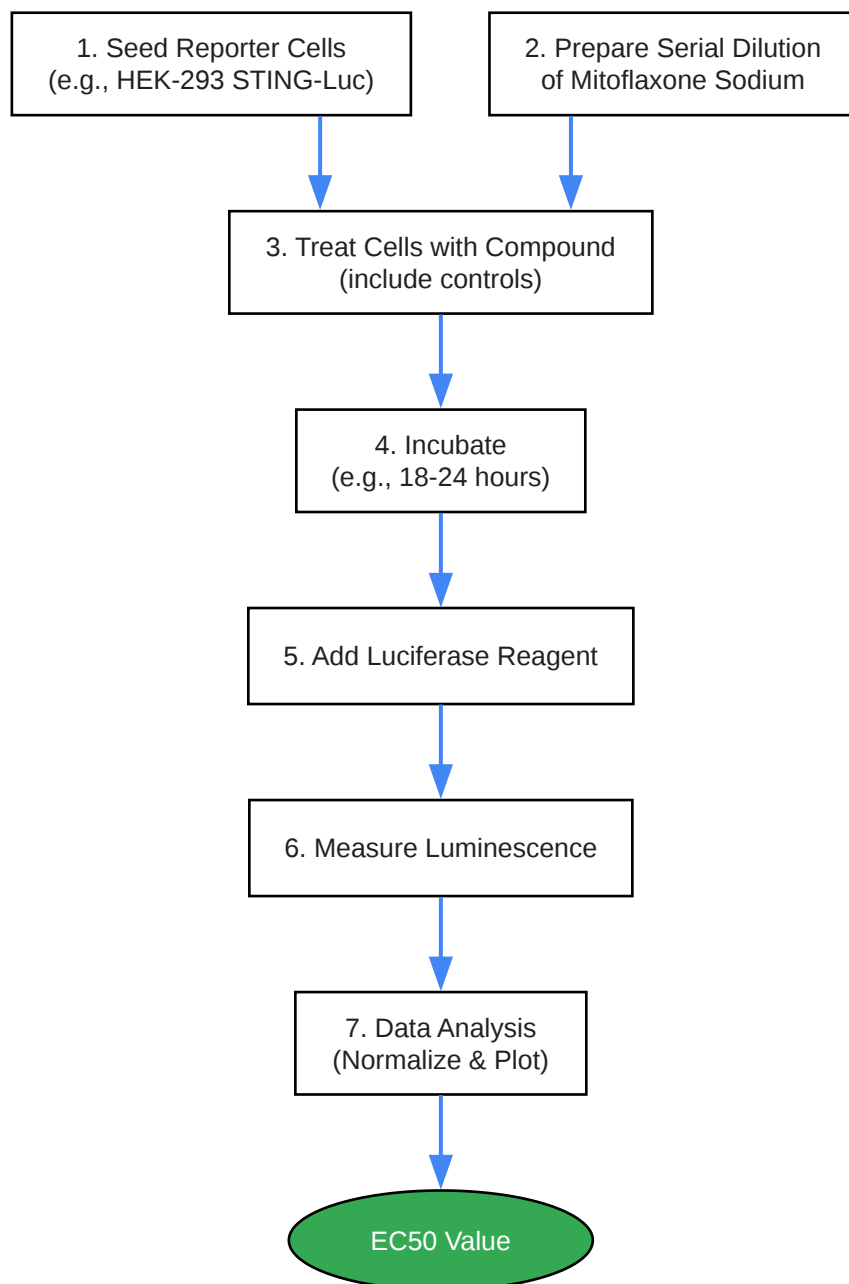 1. Seed Reporter Cells
(e.g., HEK-293 STING-Luc)
2. Prepare Serial Dilution
of Mitoflaxone Sodium
3. Treat Cells with Compound
(include controls)
4. Incubate
(e.g., 18-24 hours)
5. Add Luciferase Reagent
6. Measure Luminescence
7. Data Analysis
(Normalize & Plot)
EC50 Value